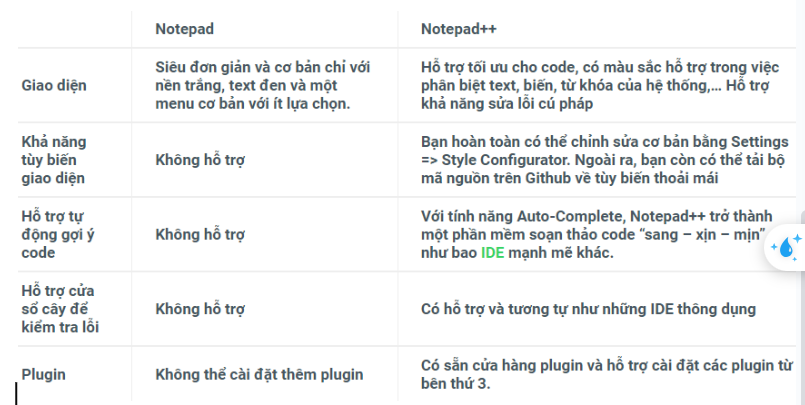 Notepad
Notepad++
Giao diện
Siêu đơn giản và cơ bản chỉ với
nền trắng, text đen và một
menu cơ bản với ít lựa chọn.
Hỗ trợ tối ưu cho code, có màu sắc hỗ trợ trong việc
phân biệt text, biến, từ khóa của hệ thống,... Hỗ trợ
khả năng sửa lỗi cú pháp
Khả năng
tùy biến
giao diện
Không hỗ trợ
Bạn hoàn toàn có thể chỉnh sửa cơ bản bằng Settings
=> Style Configurator. Ngoài ra, bạn còn có thể tải bộ
mã nguồn trên Github về tùy biến thoải mái
Hỗ trợ tự
động gợi ý
code
Không hỗ trợ
Với tính năng Auto-Complete, Notepad++ trở thành
một phần mềm soạn thảo code “sang – xịn – mịn”
như bao IDE mạnh mẽ khác.
Hỗ trợ cửa
sổ cây để
kiểm tra lỗi
Không hỗ trợ
Có hỗ trợ và tương tự như những IDE thông dụng
Plugin
Không thể cài đặt thêm plugin
Có sẵn cửa hàng plugin và hỗ trợ cài đặt các plugin từ
bên thứ 3.